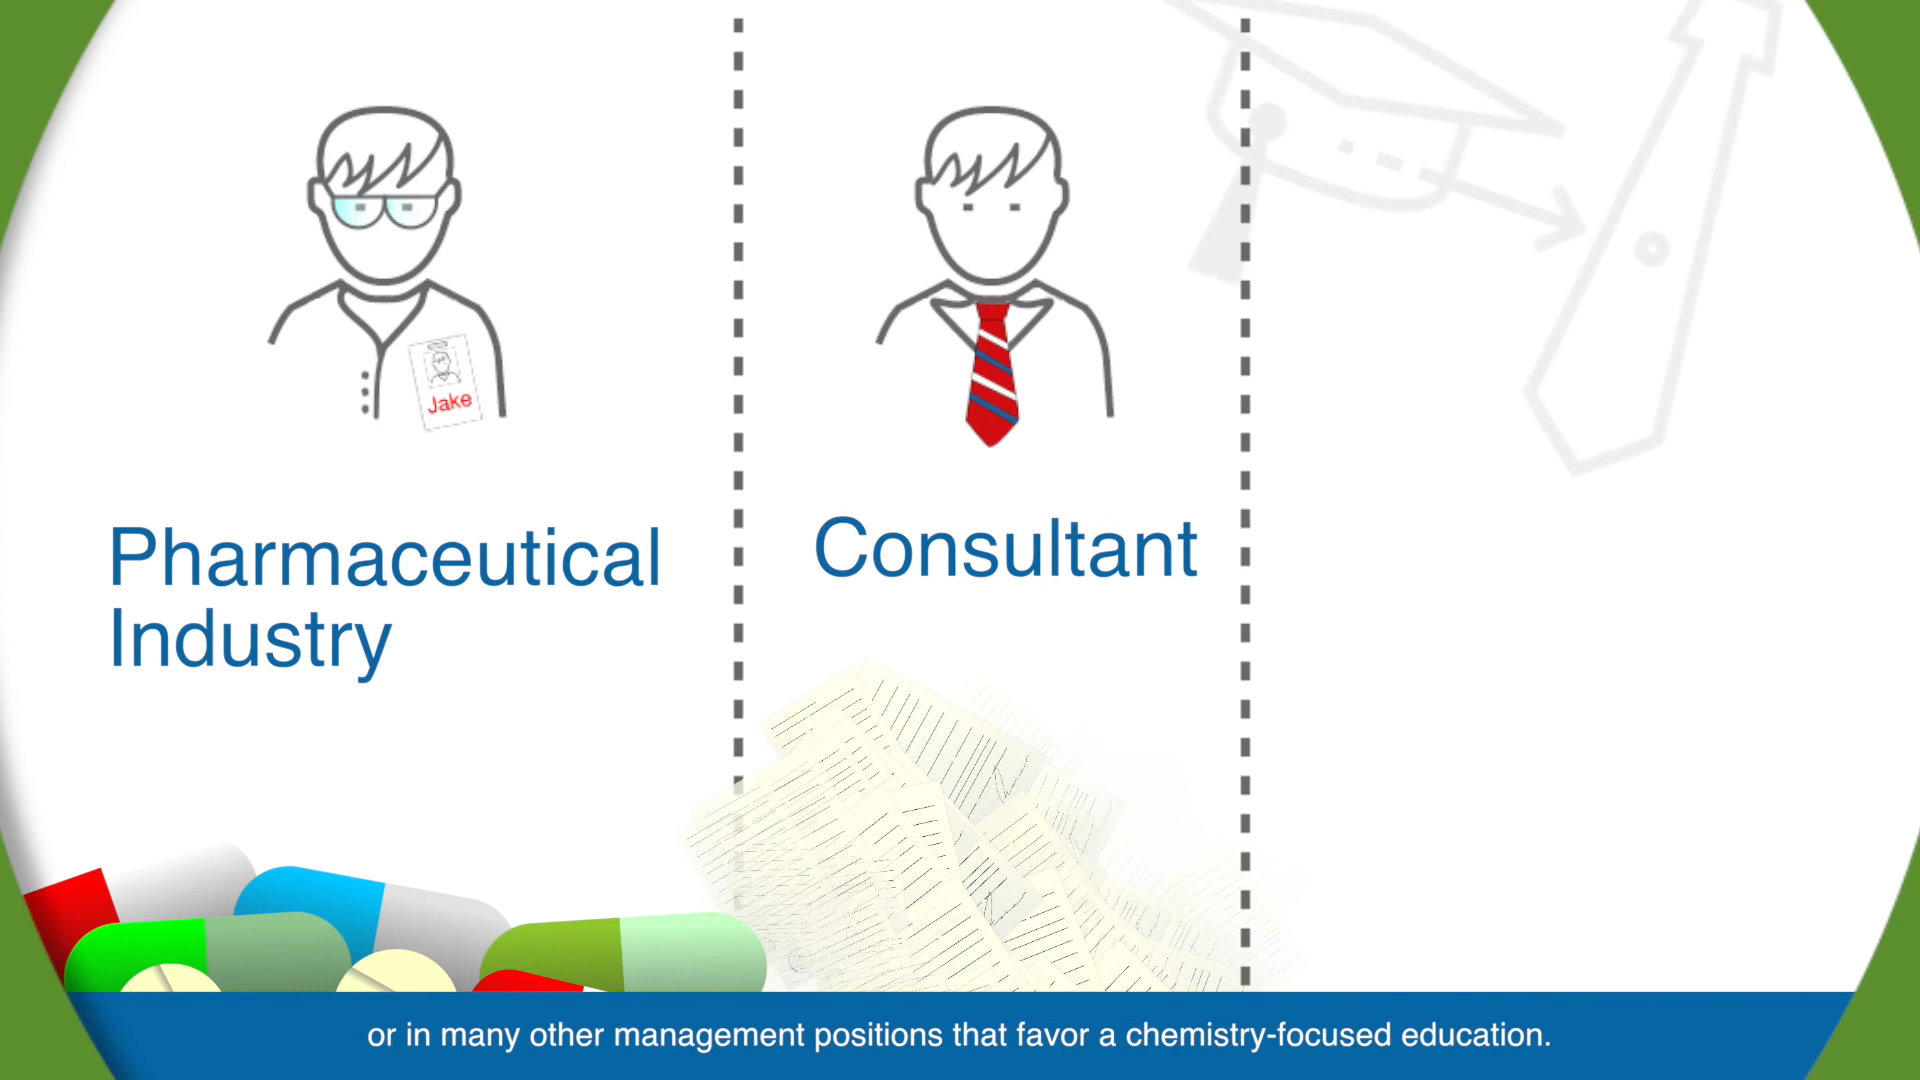 Jake
Pharmaceutical
Industry
Consultant
or in many other management positions that favor a chemistry-focused education.